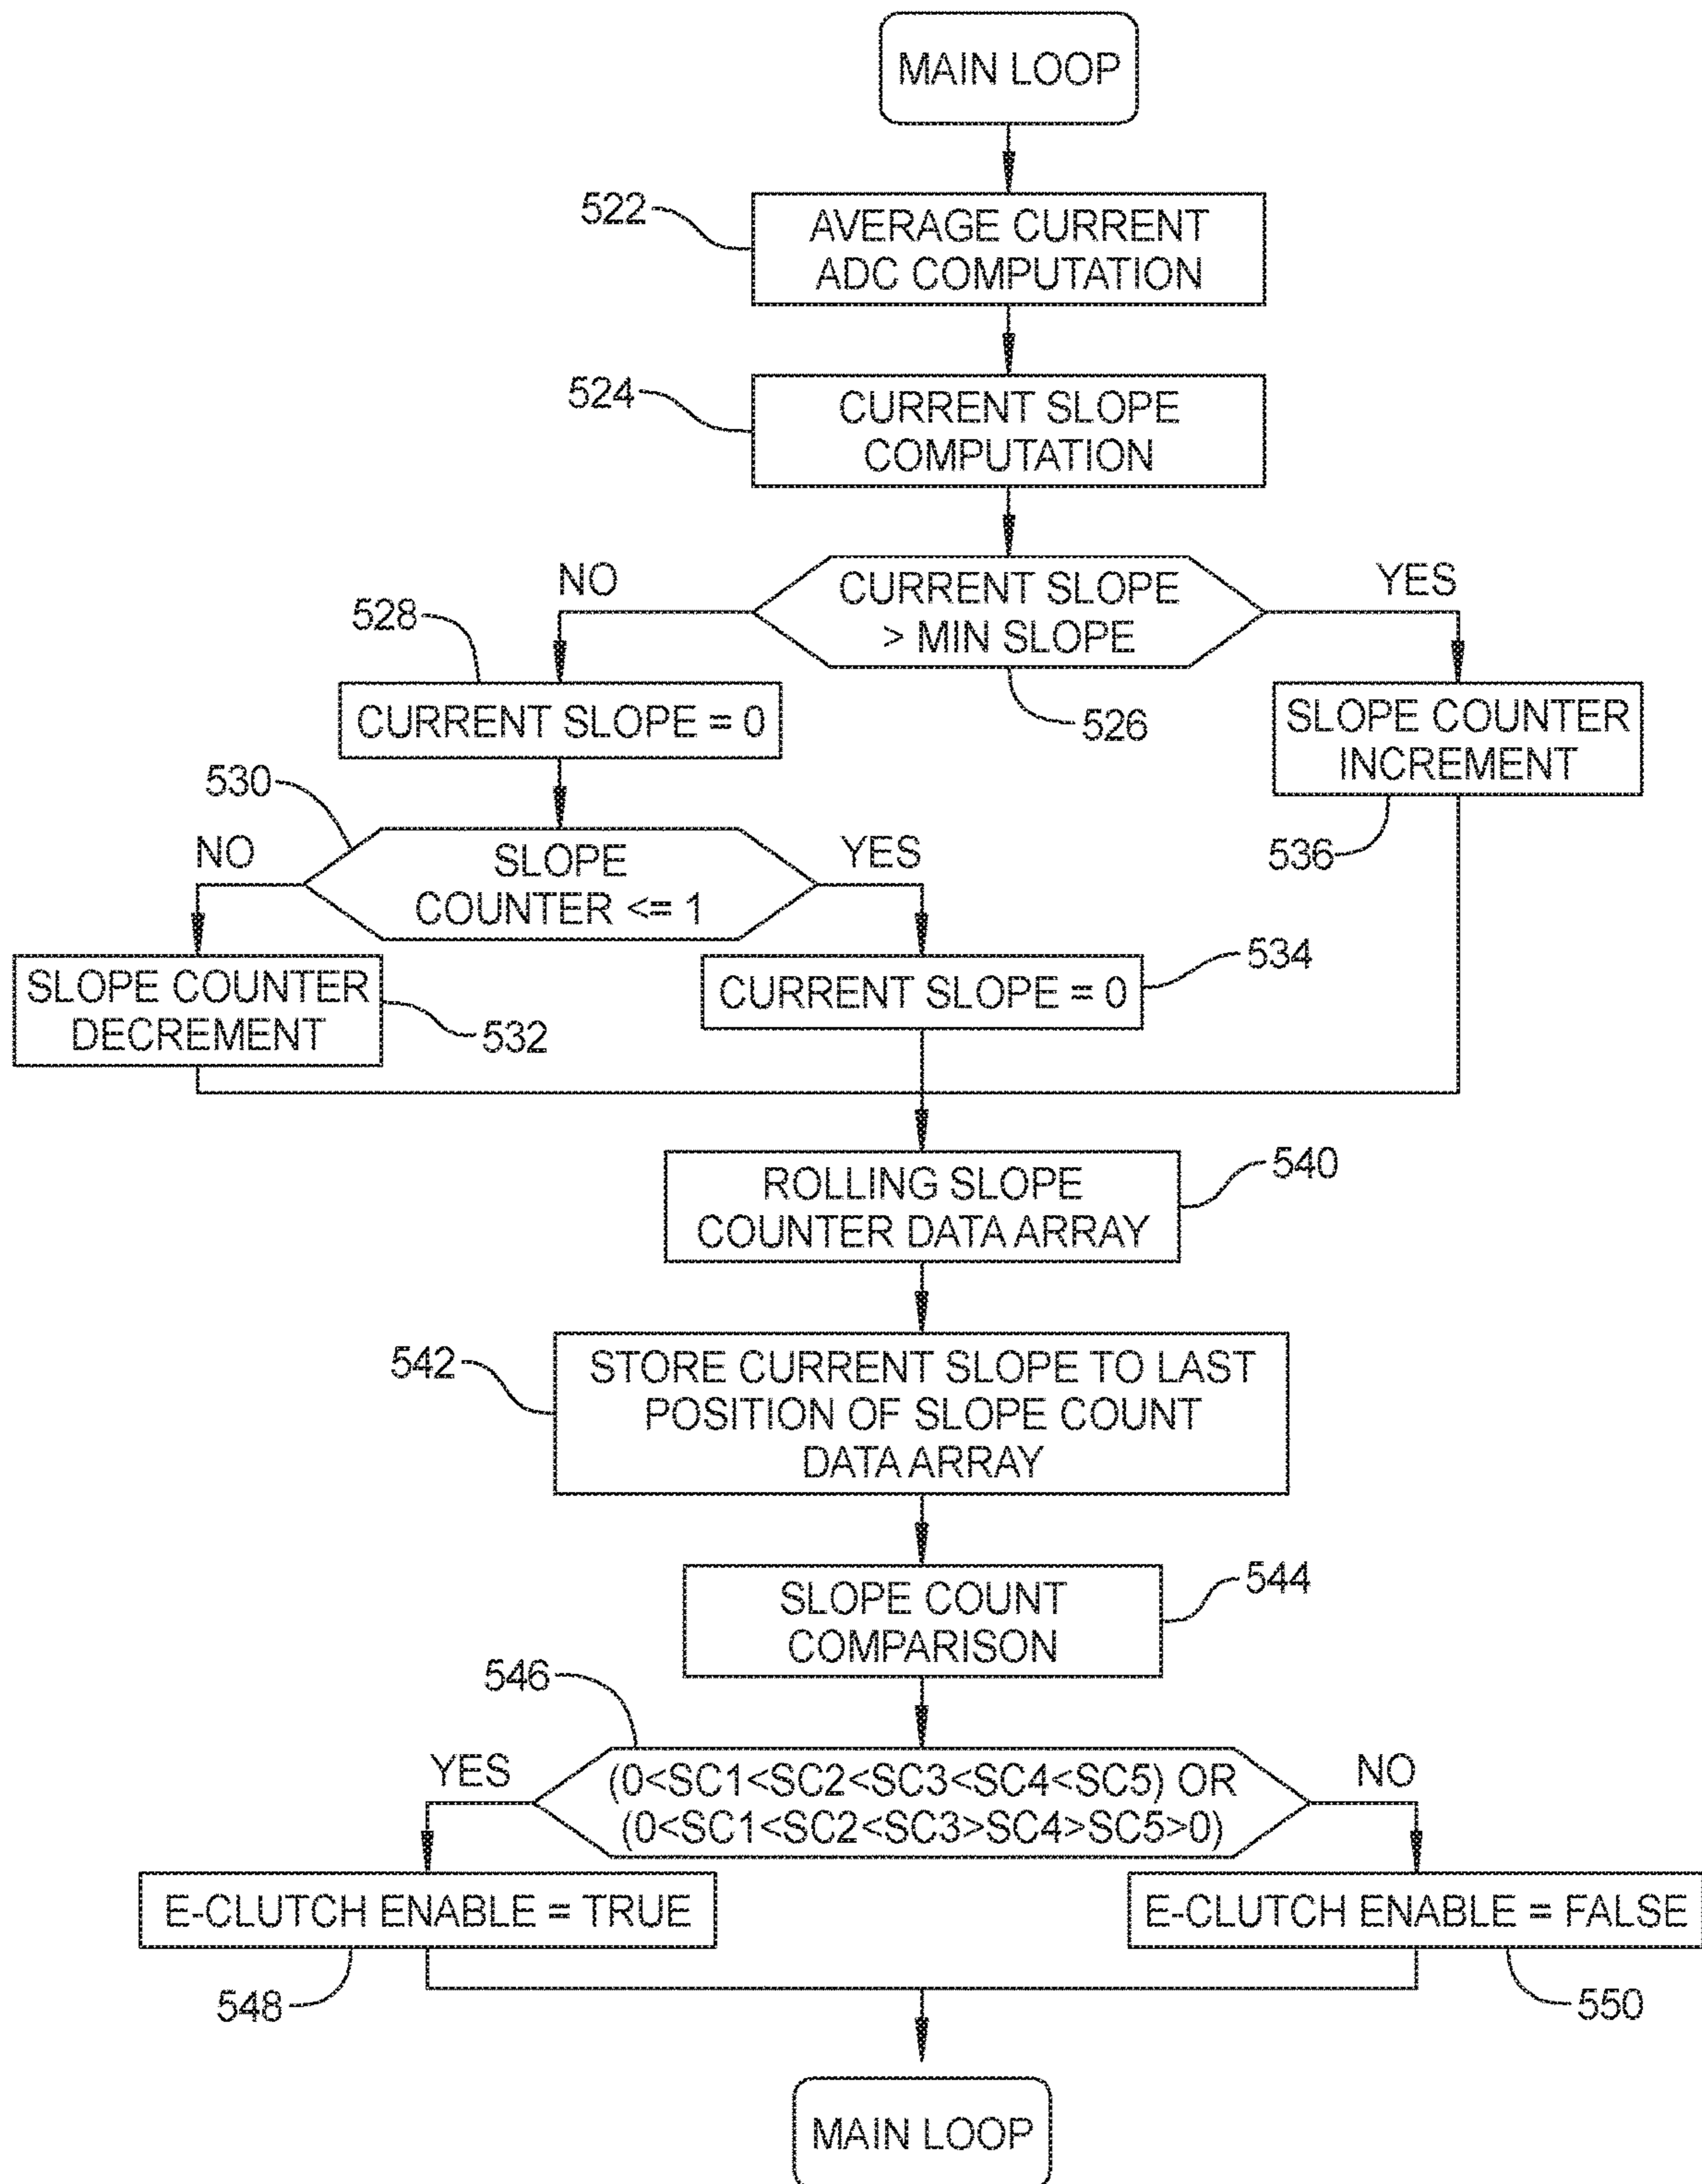 MAIN LOOP
522
AVERAGE CURRENT
ADC COMPUTATION
524
CURRENT SLOPE
COMPUTATION
NO
CURRENT SLOPE
> MIN SLOPE
YES
526
528
CURRENT SLOPE = 0
SLOPE COUNTER
INCREMENT
536
530
NO
SLOPE
COUNTER <= 1
YES
SLOPE COUNTER
DECREMENT
532
CURRENT SLOPE = 0
534
ROLLING SLOPE
COUNTER DATA ARRAY
540
542
STORE CURRENT SLOPE TO LAST
POSITION OF SLOPE COUNT
DATA ARRAY
SLOPE COUNT
COMPARISON
544
546
YES
(0<SC1<SC2<SC3<SC4<SC5) OR
(0<SC1<SC2<SC3>SC4>SC5>0)
NO
E-CLUTCH ENABLE = TRUE
548
E-CLUTCH ENABLE = FALSE
550
MAIN LOOP